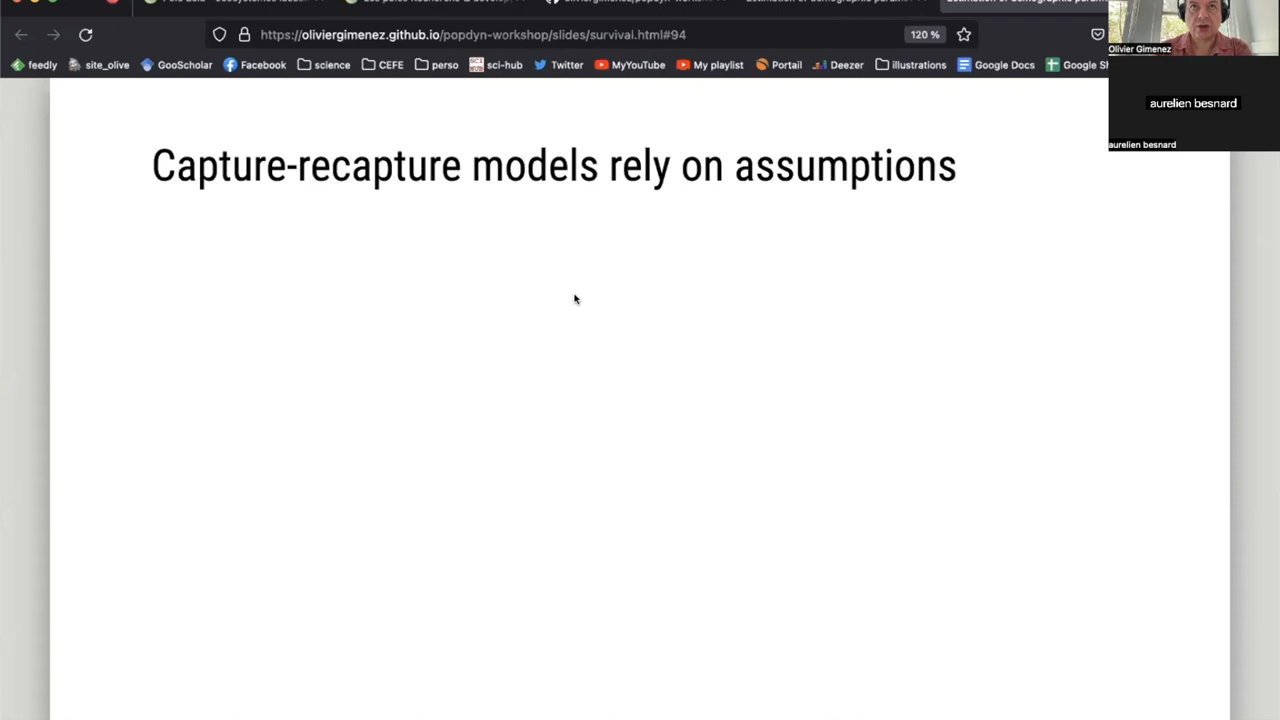 https://oliviergimenez.github.io/popdyn-workshop/slides/survival.html#94
120 %
Olivier Gimenez
feedly
site_olive
GooScholar
Facebook
science
CEFE
perso
sci-hub
Twitter
MyYouTube
My playlist
Portail
Deezer
illustrations
Google Docs
Google Sh
aurelien besnard
aurelien besnard
Capture-recapture models rely on assumptions